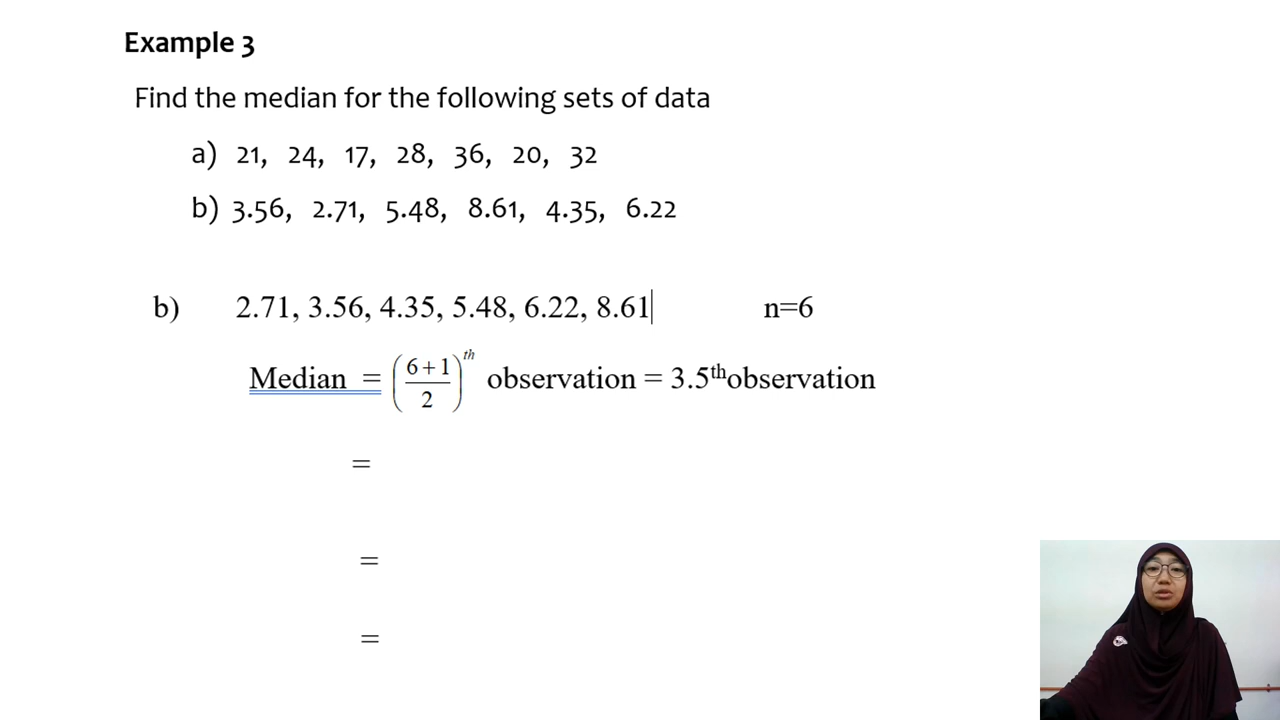 Example 3
Find the median for the following sets of data
a) 21, 24, 17, 28, 36, 20, 32
b) 3.56, 2.71, 5.48, 8.61, 4.35, 6.22
b) 2.71, 3.56, 4.35, 5.48, 6.22, 8.61 n=6
Median = ((6+1)/2)^th observation = 3.5^th observation
=
=
=